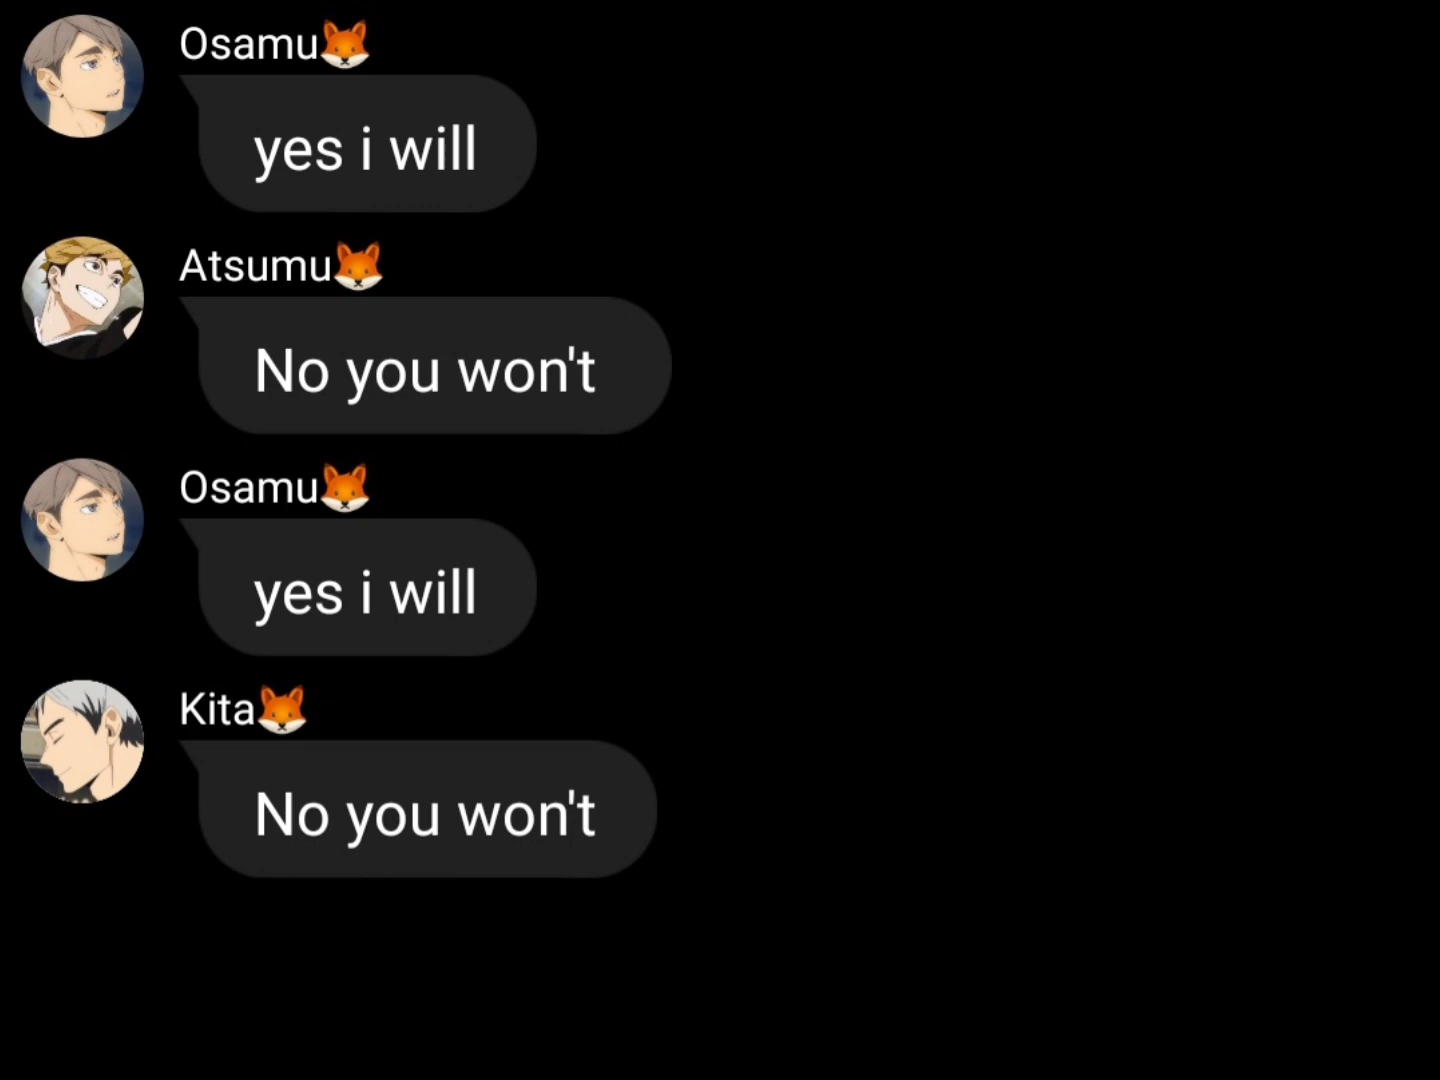 Osamu🦊
yes i will
Atsumu🦊
No you won't
Osamu🦊
yes i will
Kita🦊
No you won't